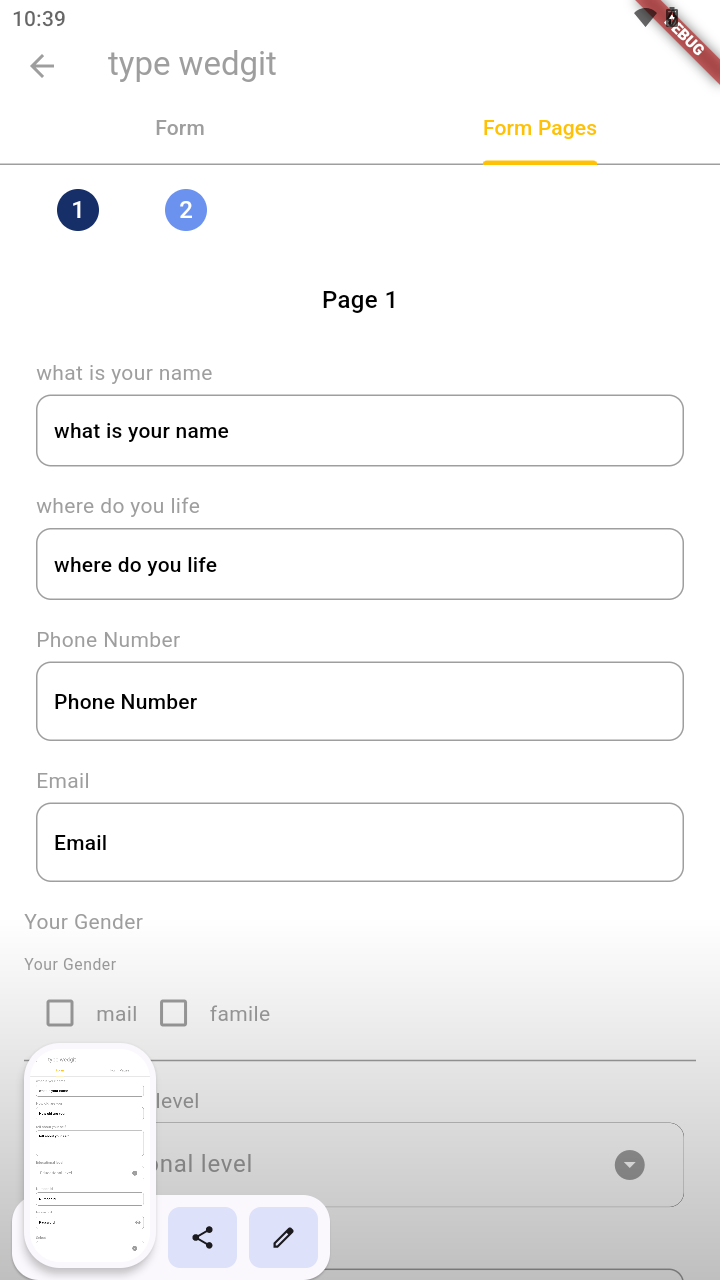 10:39
type wedgit
Form
Form Pages
1
2
Page 1
what is your name
what is your name
where do you life
where do you life
Phone Number
Phone Number
Email
Email
Your Gender
Your Gender
mail
famile
level
level